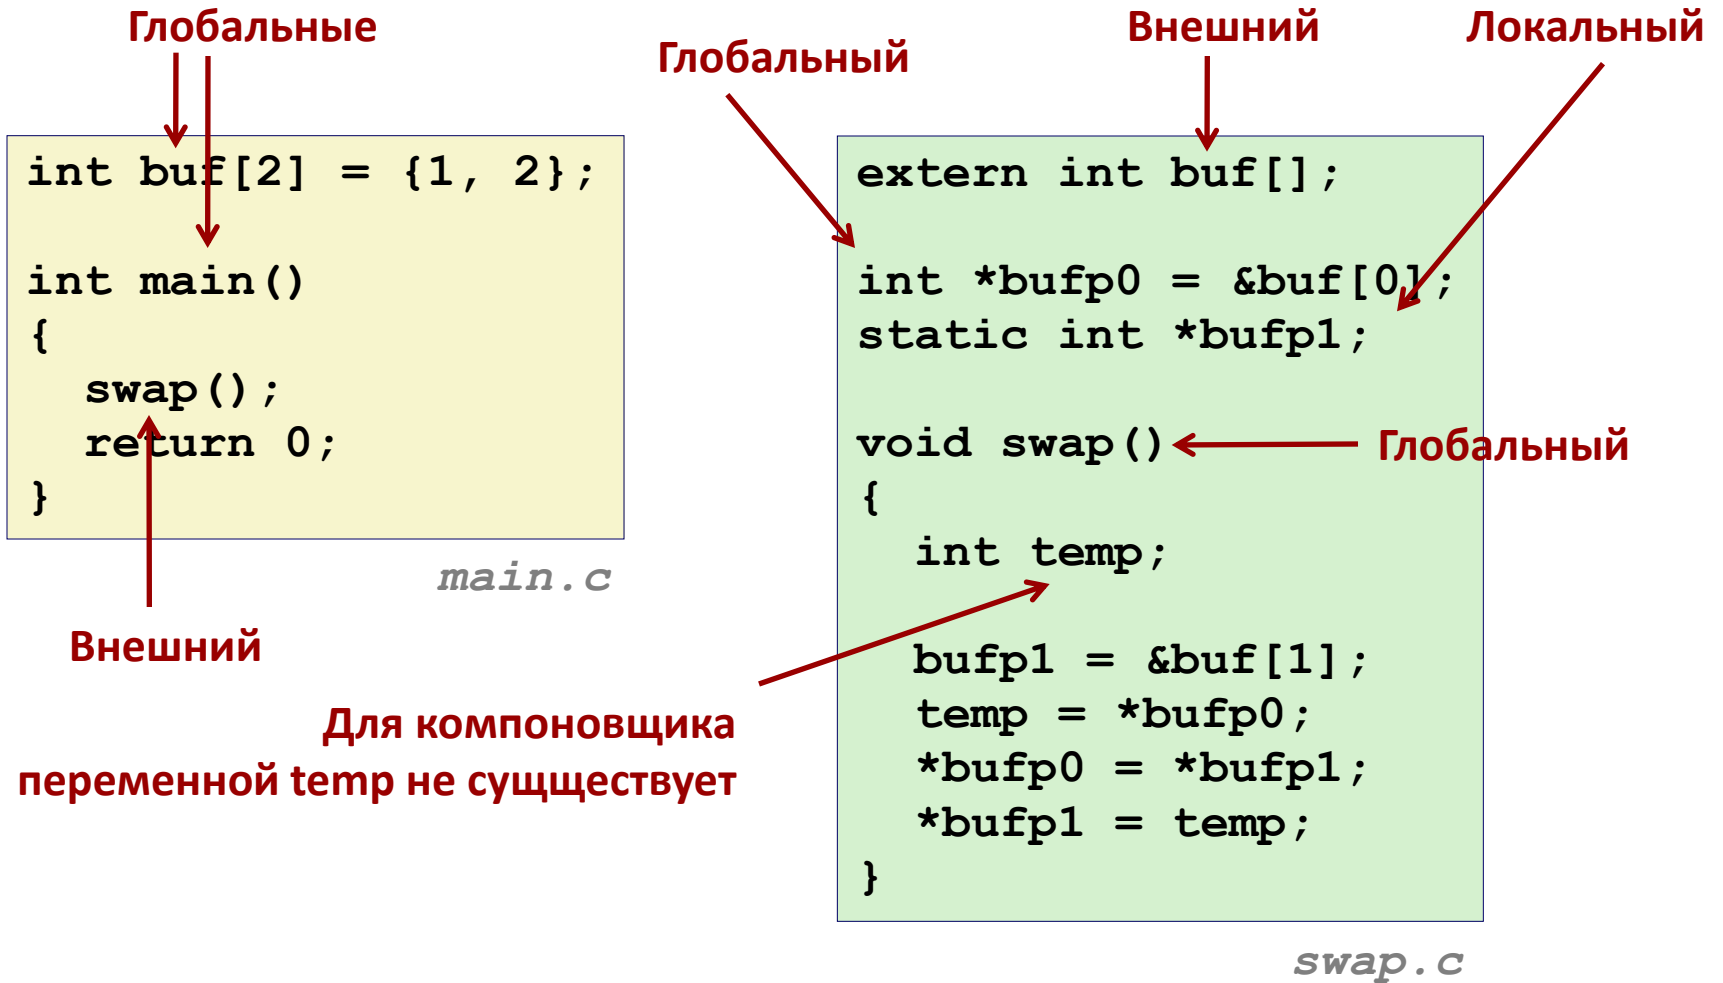 Глобальные
Глобальный
Внешний
Локальный
int buf[2] = {1, 2};
int main()
{
swap();
return 0;
}
main.c
Внешний
Для компоновщика
переменной temp не сущществует
extern int buf[];
int *bufp0 = &buf[0];
static int *bufp1;
void swap()
Глобальный
{
int temp;
bufp1 = &buf[1];
temp = *bufp0;
*bufp0 = *bufp1;
*bufp1 = temp;
}
swap.c